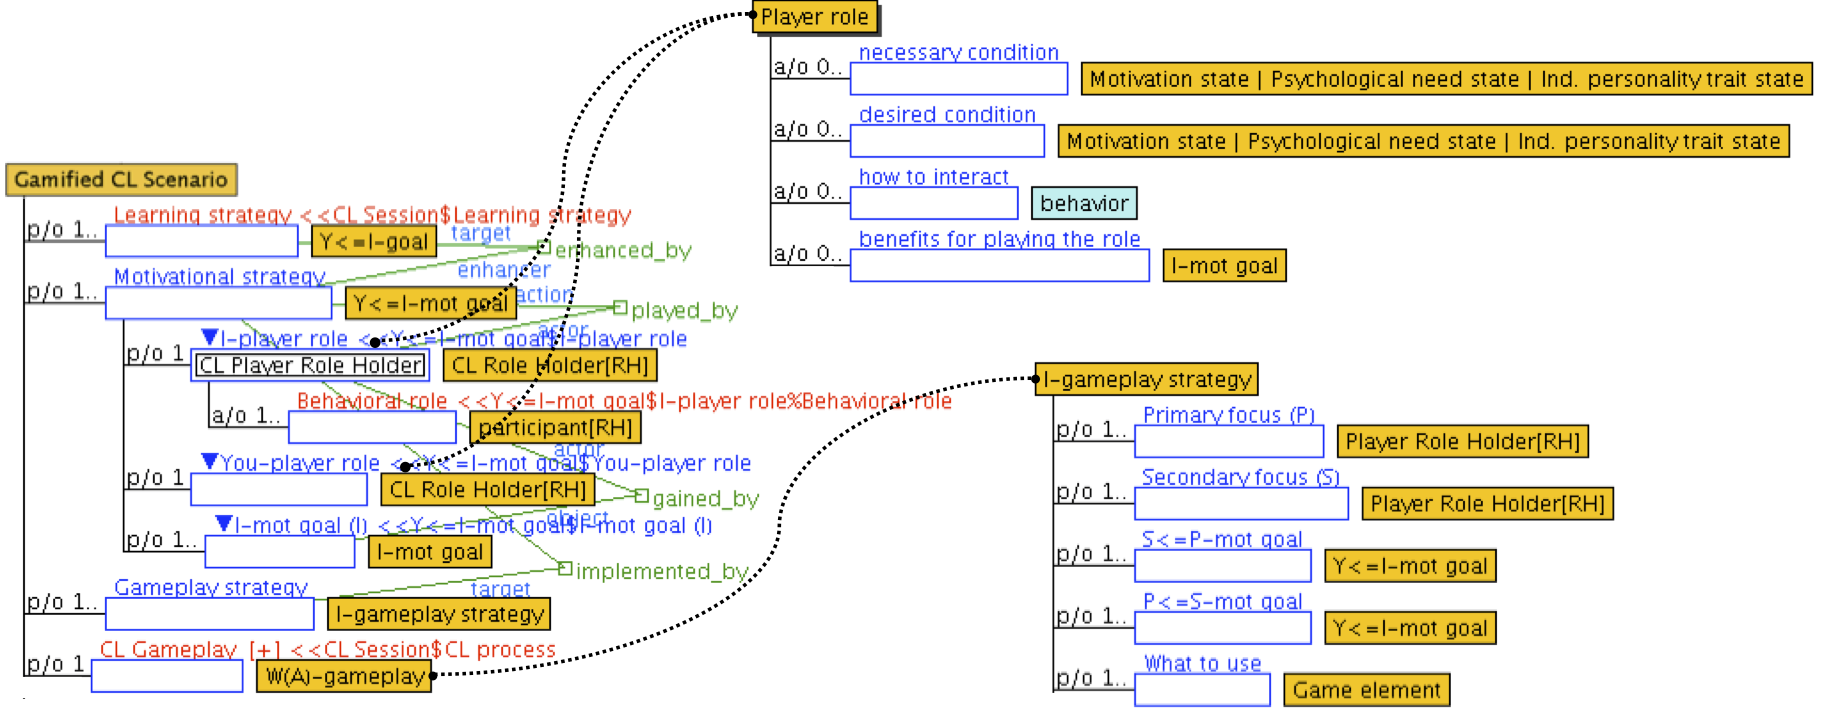 Player role
a/o 0..
necessary condition
Motivation state | Psychological need state | Ind. personality trait state
a/o 0..
desired condition
Motivation state | Psychological need state | Ind. personality trait state
a/o 0..
how to interact
behavior
a/o 0..
benefits for playing the role
I-mot goal
Gamified CL Scenario
p/o 1..
Learning strategy <<CL Session$Learning strategy
Y<=I-goal
target
enhanced_by
enhancer
p/o 1..
Motivational strategy
Y<=I-mot goal
action
played_by
actor
p/o 1
▼I-player role <<Y<=I-mot goal$I-player role
CL Player Role Holder
CL Role Holder[RH]
a/o 1..
Behavioral role <<Y<=I-mot goal$I-player role%Behavioral role
participant[RH]
actor
p/o 1
▼You-player role <<Y<=I-mot goal$You-player role
CL Role Holder[RH]
gained_by
object
p/o 1..
▼I-mot goal (I) <<Y<=I-mot goal$I-mot goal (I)
I-mot goal
implemented_by
target
p/o 1..
Gameplay strategy
I-gameplay strategy
p/o 1
CL Gameplay [+] <<CL Session$CL process
W(A)-gameplay
I-gameplay strategy
p/o 1..
Primary focus (P)
Player Role Holder[RH]
p/o 1..
Secondary focus (S)
Player Role Holder[RH]
p/o 1..
S<=P-mot goal
Y<=I-mot goal
p/o 1..
P<=S-mot goal
Y<=I-mot goal
p/o 1..
What to use
Game element